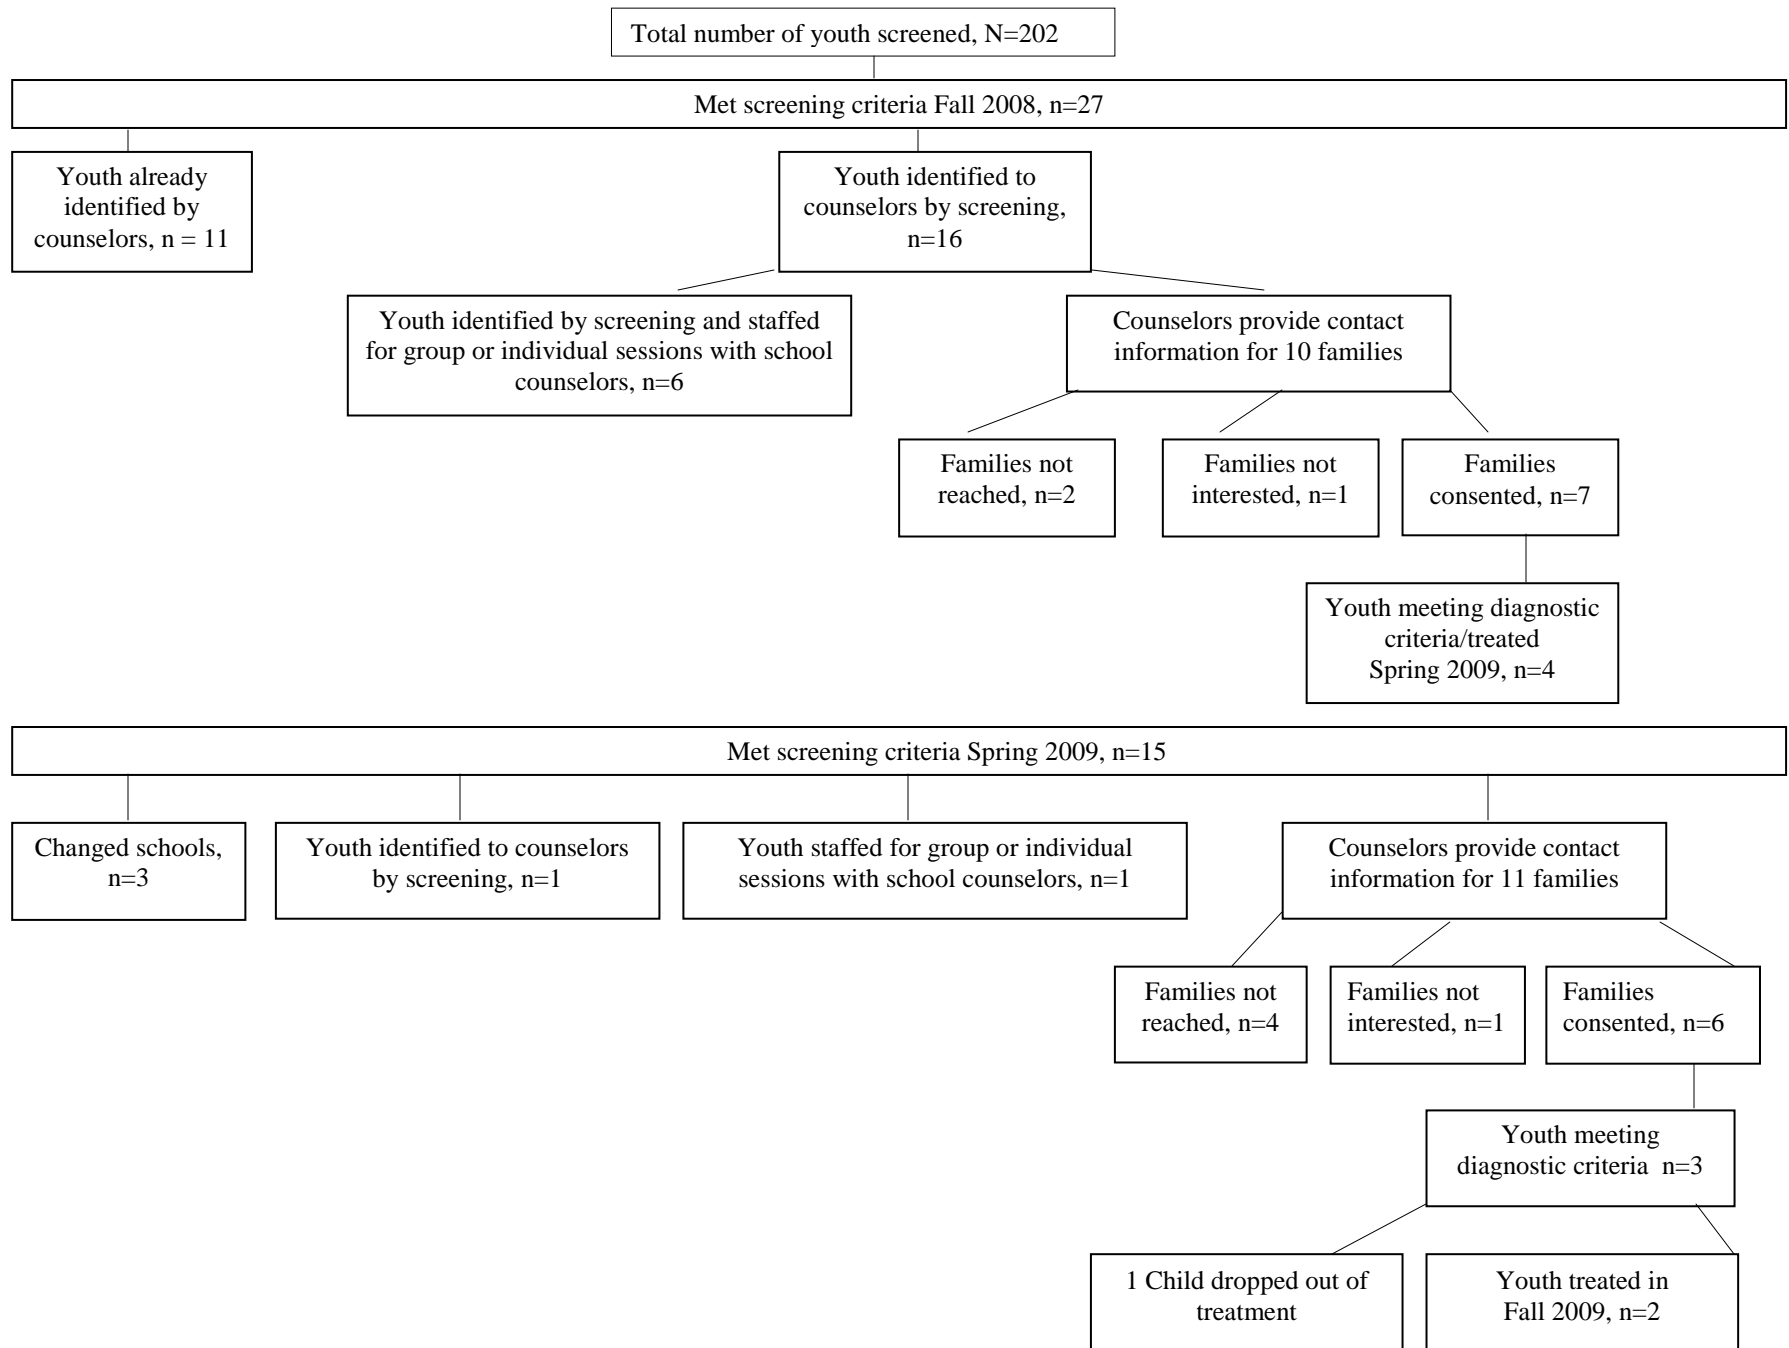 Total number of youth screened, N=202
Met screening criteria Fall 2008, n=27
Youth already
identified by
counselors, n = 11
Youth identified to
counselors by screening,
n=16
Youth identified by screening and staffed
for group or individual sessions with school
counselors, n=6
Counselors provide contact
information for 10 families
Families not
reached, n=2
Families not
interested, n=1
Families
consented, n=7
Youth meeting diagnostic
criteria/treated
Spring 2009, n=4
Met screening criteria Spring 2009, n=15
Changed schools,
n=3
Youth identified to counselors
by screening, n=1
Youth staffed for group or individual
sessions with school counselors, n=1
Counselors provide contact
information for 11 families
Families not
reached, n=4
Families not
interested, n=1
Families
consented, n=6
Youth meeting
diagnostic criteria  n=3
1 Child dropped out of
treatment
Youth treated in
Fall 2009, n=2